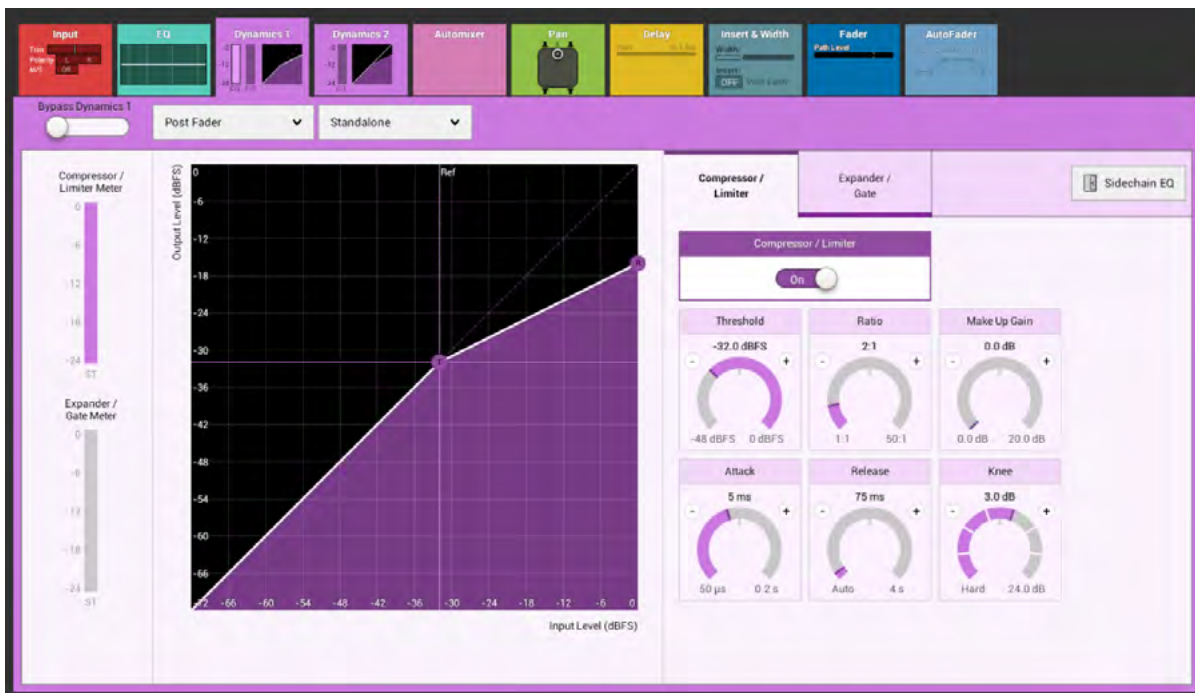 Input
EQ
Dynamics 1
Dynamics 2
Automixer
Pan
Delay
Insert & Width
Fader
AutoFader
Trim
Polarity L R
M/S Off
Width:
Insert:
OFF
Path Level
Bypass Dynamics 1
Post Fader
Standalone
Compressor /
Limiter Meter
0
-6
-12
-18
-24
ST
Expander /
Gate Meter
0
-6
-12
-18
-24
ST
Output Level (dBFS)
0
Ref
-6
-12
-18
-24
-30
-36
-42
-48
-54
-60
-66
-72 -66 -60 -54 -48 -42 -36 -30 -24 -18 -12 -6 0
T
R
Input Level (dBFS)
Compressor /
Limiter
Expander /
Gate
Sidechain EQ
Compressor / Limiter
On
Threshold
-32.0 dBFS
- +
-48 dBFS 0 dBFS
Ratio
2:1
- +
1:1 50:1
Make Up Gain
0.0 dB
- +
0.0 dB 20.0 dB
Attack
5 ms
- +
50 µs 0.2 s
Release
75 ms
- +
Auto 4 s
Knee
3.0 dB
- +
Hard 24.0 dB